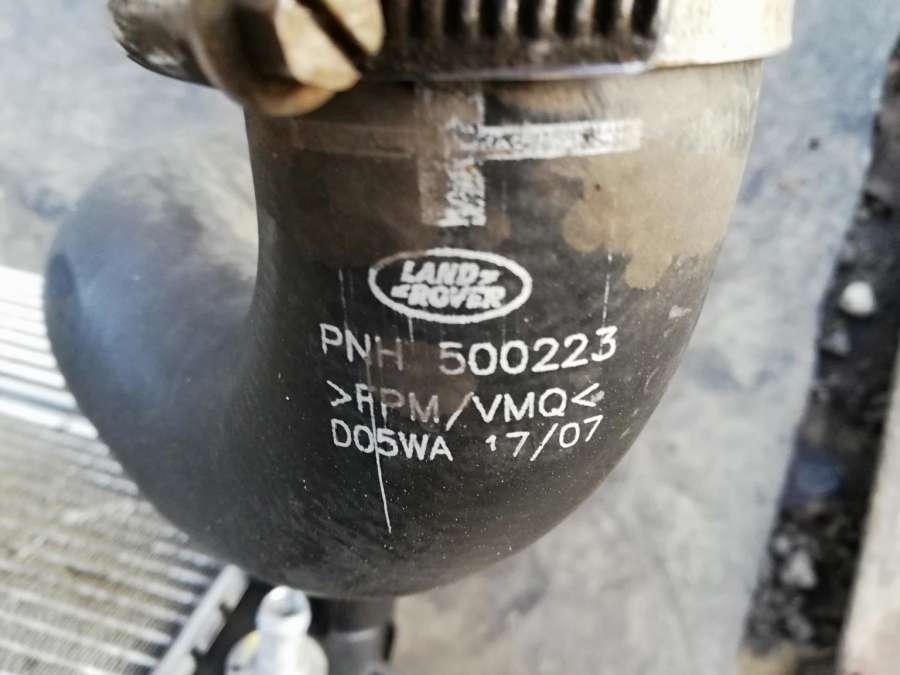 LAND
ROVER
PNH 500223
>FPM/VMQ<
D05WA 17/07